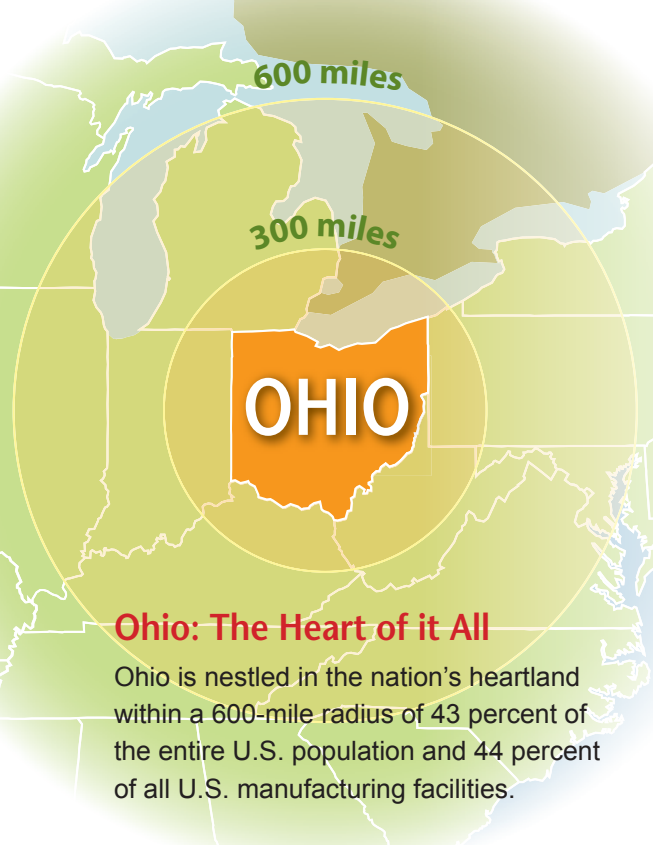 600 miles
300 miles
OHIO
Ohio: The Heart of it All
Ohio is nestled in the nation’s heartland
within a 600-mile radius of 43 percent of
the entire U.S. population and 44 percent
of all U.S. manufacturing facilities.